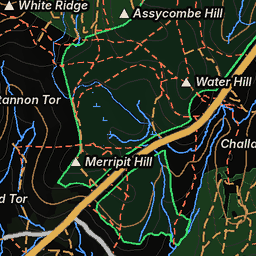 White Ridge
Assycombe Hill
Water Hill
annon Tor
Challa
Merripit Hill
d Tor